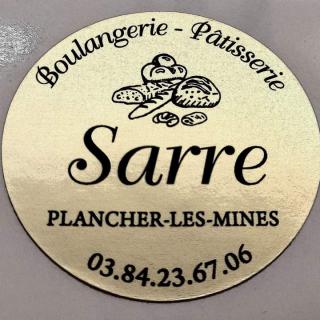 Boulangerie - Pâtisserie
Sarre
PLANCHER-LES-MINES
03.84.23.67.06